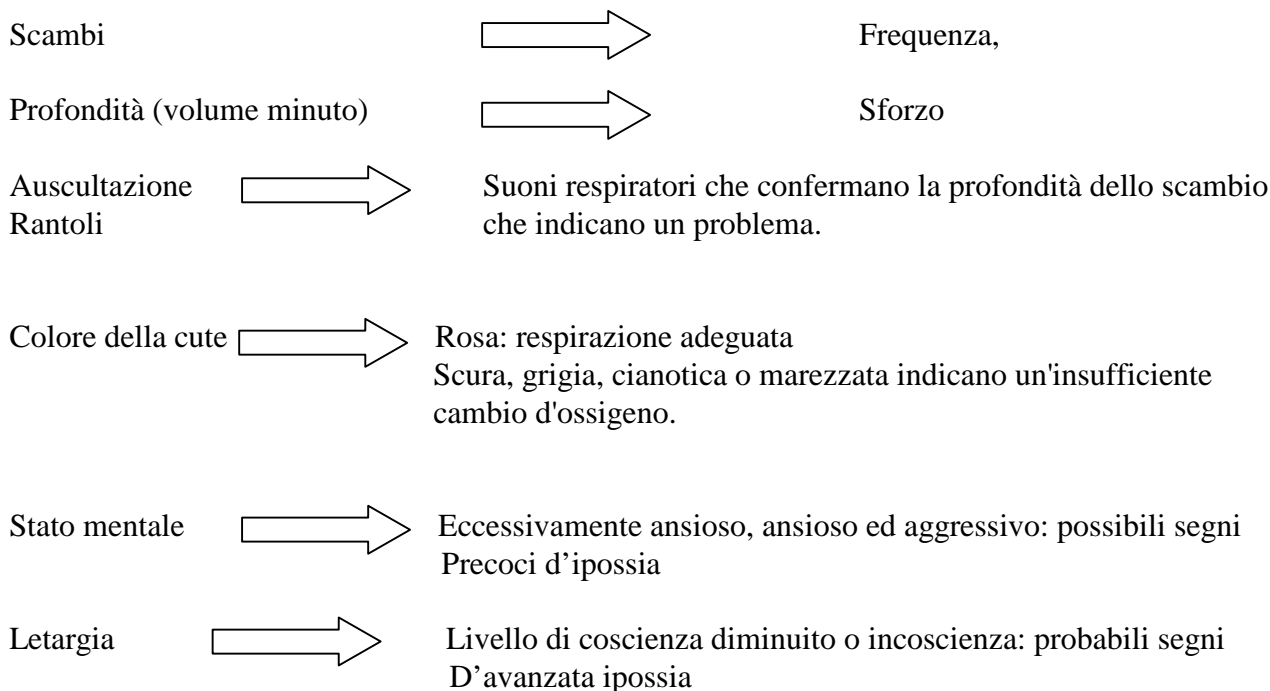 Scambi Frequenza,
Profondità (volume minuto) Sforzo
Auscultazione Suoni respiratori che confermano la profondità dello scambio
Rantoli che indicano un problema.
Colore della cute Rosa: respirazione adeguata
Scura, grigia, cianotica o marezzata indicano un'insufficiente
cambio d'ossigeno.
Stato mentale Eccessivamente ansioso, ansioso ed aggressivo: possibili segni
Precoci d’ipossia
Letargia Livello di coscienza diminuito o incoscienza: probabili segni
D’avanzata ipossia